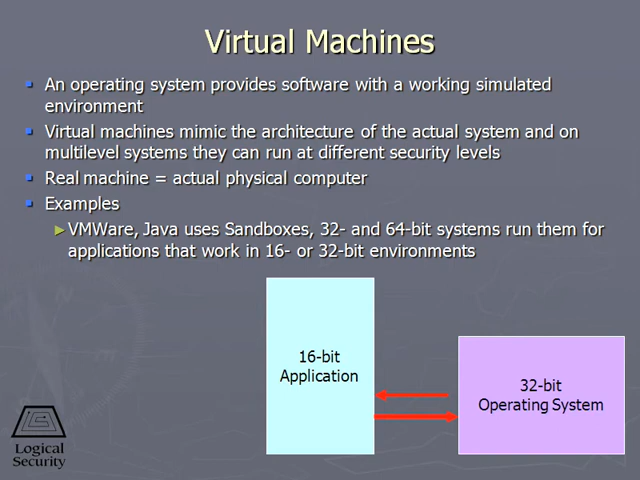 Virtual Machines
An operating system provides software with a working simulated
environment
Virtual machines mimic the architecture of the actual system and on
multilevel systems they can run at different security levels
Real machine = actual physical computer
Examples
VMWare, Java uses Sandboxes, 32- and 64-bit systems run them for
applications that work in 16- or 32-bit environments
16-bit
Application
32-bit
Operating System
Logical
Security